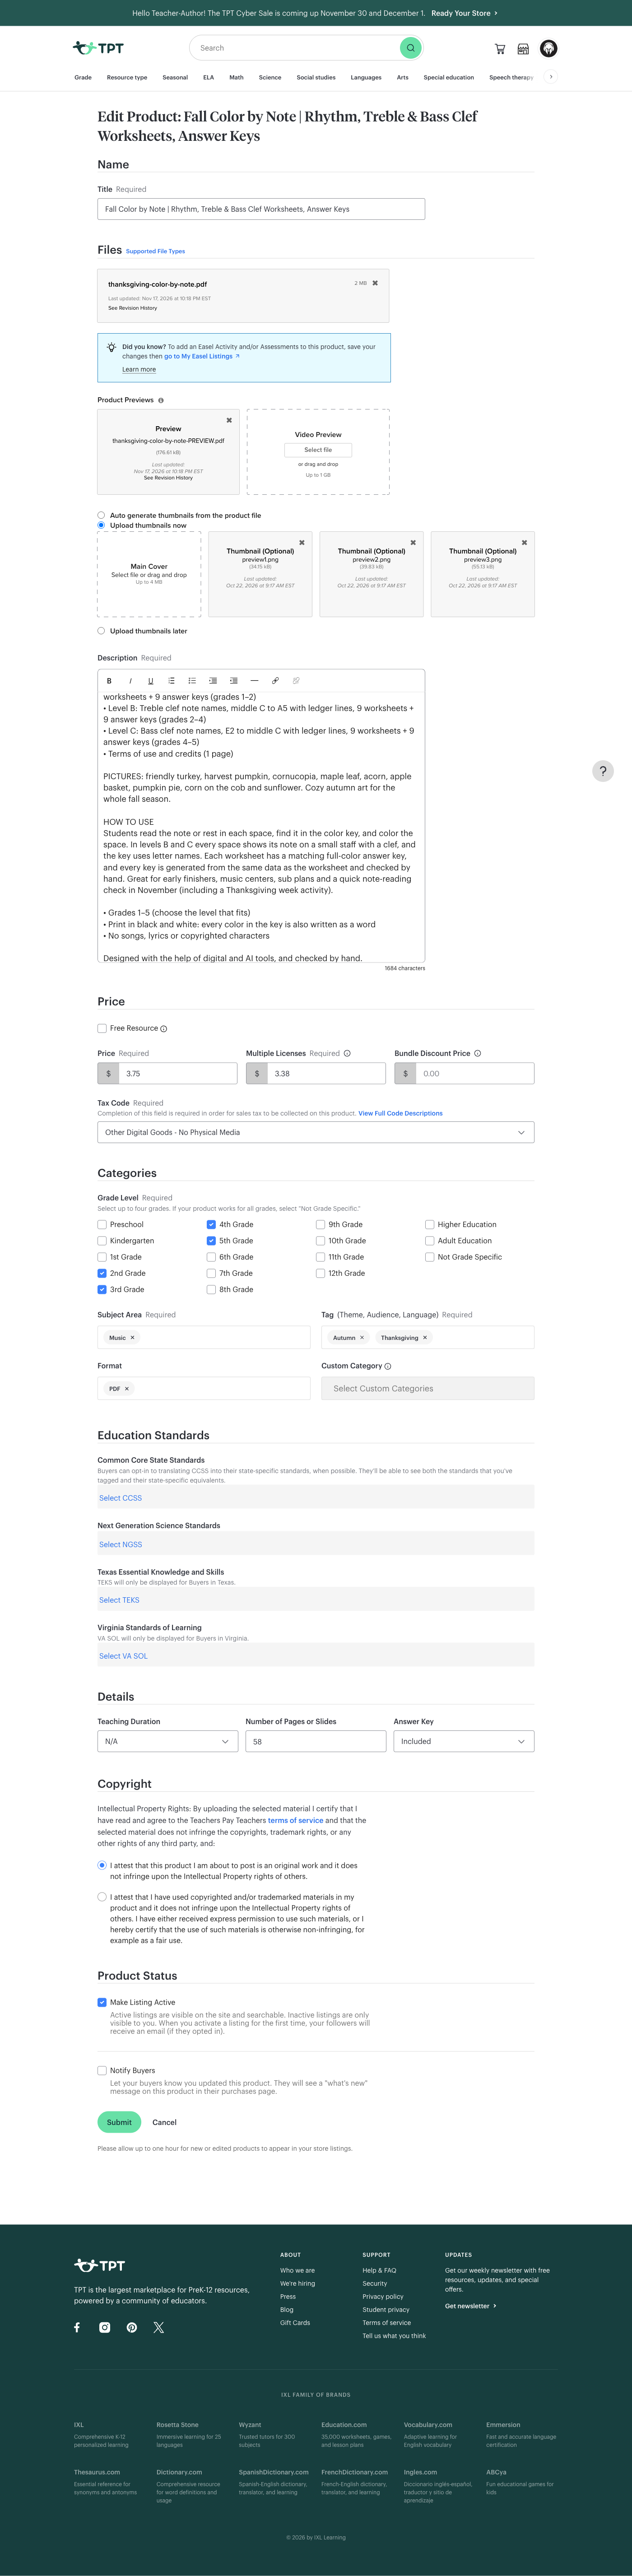 Hello Teacher-Author! The TPT Cyber Sale is coming up November 30 and December 1. Ready Your Store
TPT
Search
Grade Resource type Seasonal ELA Math Science Social studies Languages Arts Special education Speech therapy
Edit Product: Fall Color by Note | Rhythm, Treble & Bass Clef
Worksheets, Answer Keys
Name
Title Required
Fall Color by Note | Rhythm, Treble & Bass Clef Worksheets, Answer Keys
Files Supported File Types
thanksgiving-color-by-note.pdf 2 MB
Last updated: Nov 17, 2026 at 10:18 PM EST
See Revision History
Did you know? To add an Easel Activity and/or Assessments to this product, save your
changes then go to My Easel Listings
Learn more
Product Previews
Preview
thanksgiving-color-by-note-PREVIEW.pdf
(176.61 kB)
Last updated:
Nov 17, 2026 at 10:18 PM EST
See Revision History
Video Preview
Select file
or drag and drop
Up to 1 GB
Auto generate thumbnails from the product file
Upload thumbnails now
Main Cover
Select file or drag and drop
Up to 4 MB
Thumbnail (Optional)
preview1.png
(34.15 kB)
Last updated:
Oct 22, 2026 at 9:17 AM EST
Thumbnail (Optional)
preview2.png
(39.83 kB)
Last updated:
Oct 22, 2026 at 9:17 AM EST
Thumbnail (Optional)
preview3.png
(55.13 kB)
Last updated:
Oct 22, 2026 at 9:17 AM EST
Upload thumbnails later
Description Required
B I U
worksheets + 9 answer keys (grades 1–2)
• Level B: Treble clef note names, middle C to A5 with ledger lines, 9 worksheets +
9 answer keys (grades 2–4)
• Level C: Bass clef note names, E2 to middle C with ledger lines, 9 worksheets + 9
answer keys (grades 4–5)
• Terms of use and credits (1 page)
PICTURES: friendly turkey, harvest pumpkin, cornucopia, maple leaf, acorn, apple
basket, pumpkin pie, corn on the cob and sunflower. Cozy autumn art for the
whole fall season.
HOW TO USE
Students read the note or rest in each space, find it in the color key, and color the
space. In levels B and C every space shows its note on a small staff with a clef, and
the key uses letter names. Each worksheet has a matching full-color answer key,
and every key is generated from the same data as the worksheet and checked by
hand. Great for early finishers, music centers, sub plans and a quick note-reading
check in November (including a Thanksgiving week activity).
• Grades 1–5 (choose the level that fits)
• Print in black and white: every color in the key is also written as a word
• No songs, lyrics or copyrighted characters
Designed with the help of digital and AI tools, and checked by hand.
1684 characters
Price
Free Resource
Price Required
$ 3.75
Multiple Licenses Required
$ 3.38
Bundle Discount Price
$ 0.00
Tax Code Required
Completion of this field is required in order for sales tax to be collected on this product. View Full Code Descriptions
Other Digital Goods - No Physical Media
Categories
Grade Level Required
Select up to four grades. If your product works for all grades, select "Not Grade Specific."
Preschool 4th Grade 9th Grade Higher Education
Kindergarten 5th Grade 10th Grade Adult Education
1st Grade 6th Grade 11th Grade Not Grade Specific
2nd Grade 7th Grade 12th Grade
3rd Grade 8th Grade
Subject Area Required
Music
Tag (Theme, Audience, Language) Required
Autumn Thanksgiving
Format
PDF
Custom Category
Select Custom Categories
Education Standards
Common Core State Standards
Buyers can opt-in to translating CCSS into their state-specific standards, when possible. They'll be able to see both the standards that you've
tagged and their state-specific equivalents.
Select CCSS
Next Generation Science Standards
Select NGSS
Texas Essential Knowledge and Skills
TEKS will only be displayed for Buyers in Texas.
Select TEKS
Virginia Standards of Learning
VA SOL will only be displayed for Buyers in Virginia.
Select VA SOL
Details
Teaching Duration
N/A
Number of Pages or Slides
58
Answer Key
Included
Copyright
Intellectual Property Rights: By uploading the selected material I certify that I
have read and agree to the Teachers Pay Teachers terms of service and that the
selected material does not infringe the copyrights, trademark rights, or any
other rights of any third party, and:
I attest that this product I am about to post is an original work and it does
not infringe upon the Intellectual Property rights of others.
I attest that I have used copyrighted and/or trademarked materials in my
product and it does not infringe upon the Intellectual Property rights of
others. I have either received express permission to use such materials, or I
hereby certify that the use of such materials is otherwise non-infringing, for
example as a fair use.
Product Status
Make Listing Active
Active listings are visible on the site and searchable. Inactive listings are only
visible to you. When you activate a listing for the first time, your followers will
receive an email (if they opted in).
Notify Buyers
Let your buyers know you updated this product. They will see a "what's new"
message on this product in their purchases page.
Submit Cancel
Please allow up to one hour for new or edited products to appear in your store listings.
?
TPT
TPT is the largest marketplace for PreK-12 resources,
powered by a community of educators.
ABOUT
Who we are
We're hiring
Press
Blog
Gift Cards
SUPPORT
Help & FAQ
Security
Privacy policy
Student privacy
Terms of service
Tell us what you think
UPDATES
Get our weekly newsletter with free
resources, updates, and special
offers.
Get newsletter
IXL FAMILY OF BRANDS
IXL
Comprehensive K-12
personalized learning
Rosetta Stone
Immersive learning for 25
languages
Wyzant
Trusted tutors for 300
subjects
Education.com
35,000 worksheets, games,
and lesson plans
Vocabulary.com
Adaptive learning for
English vocabulary
Emmersion
Fast and accurate language
certification
Thesaurus.com
Essential reference for
synonyms and antonyms
Dictionary.com
Comprehensive resource
for word definitions and
usage
SpanishDictionary.com
Spanish-English dictionary,
translator, and learning
FrenchDictionary.com
French-English dictionary,
translator, and learning
Ingles.com
Diccionario inglés-español,
traductor y sitio de
aprendizaje
ABCya
Fun educational games for
kids
© 2026 by IXL Learning